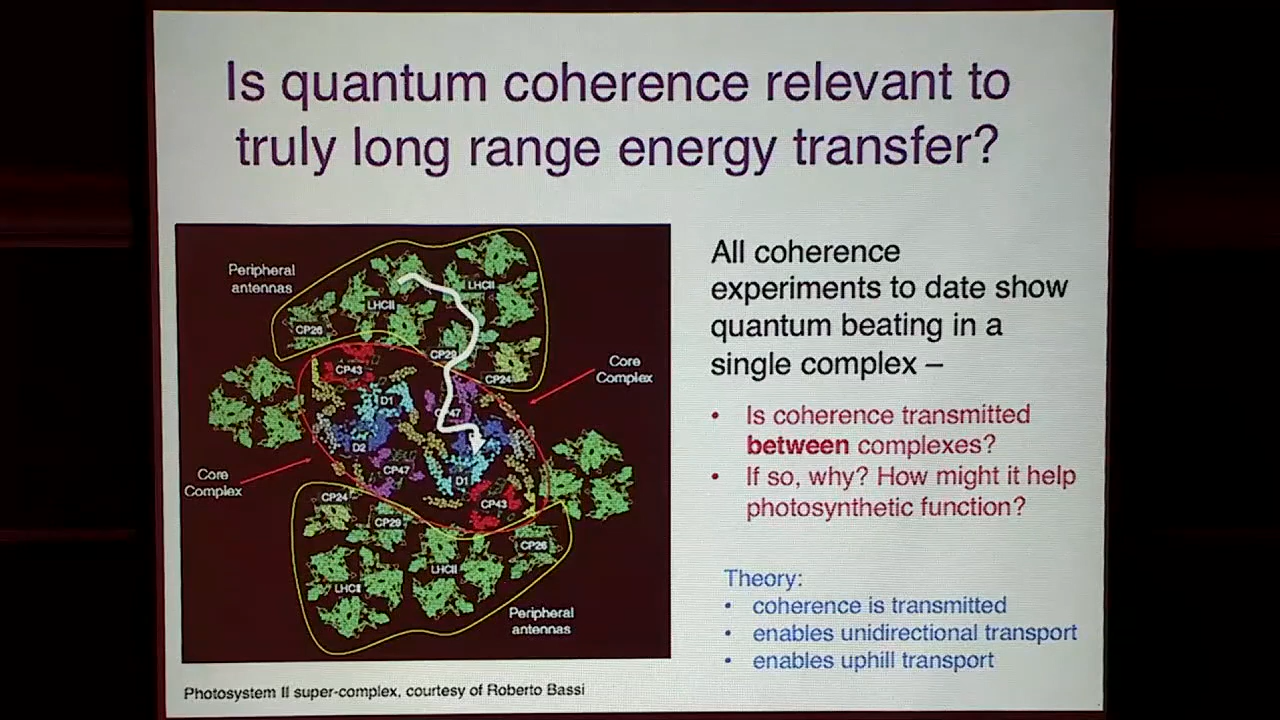 Is quantum coherence relevant to
truly long range energy transfer?
Peripheral
antennas
LHCII
LHCII
CP26
CP29
CP24
CP43
Core
Complex
D1
CP47
D2
CP47
D1
Core
Complex
CP24
CP43
CP29
CP26
LHCII
LHCII
Peripheral
antennas
Photosystem II super-complex, courtesy of Roberto Bassi
All coherence
experiments to date show
quantum beating in a
single complex –
• Is coherence transmitted
between complexes?
• If so, why? How might it help
photosynthetic function?
Theory:
• coherence is transmitted
• enables unidirectional transport
• enables uphill transport